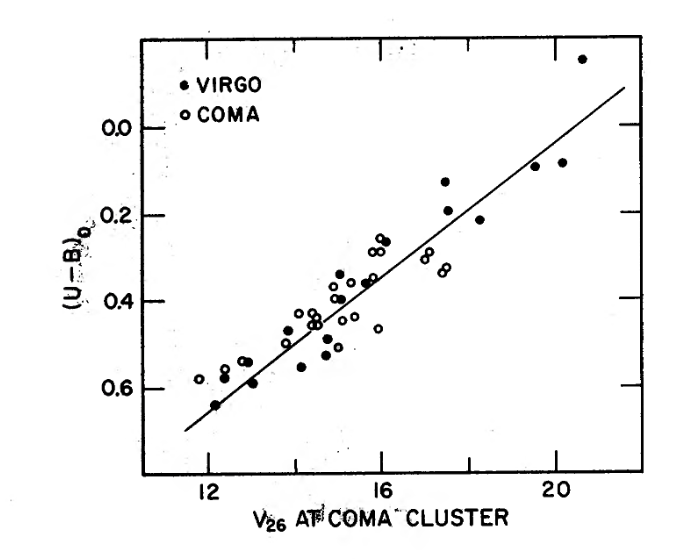 ● VIRGO
○ COMA
0.0
0.2
0.4
0.6
(U–B)₀
12 16 20
V₂₆ AT COMA CLUSTER